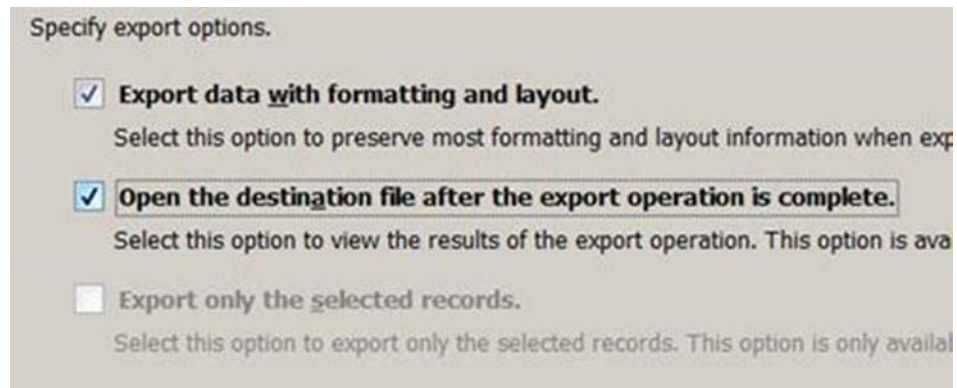 Specify export options.
Export data with formatting and layout.
Select this option to preserve most formatting and layout information when exp
Open the destination file after the export operation is complete.
Select this option to view the results of the export operation. This option is ava
Export only the selected records.
Select this option to export only the selected records. This option is only availab